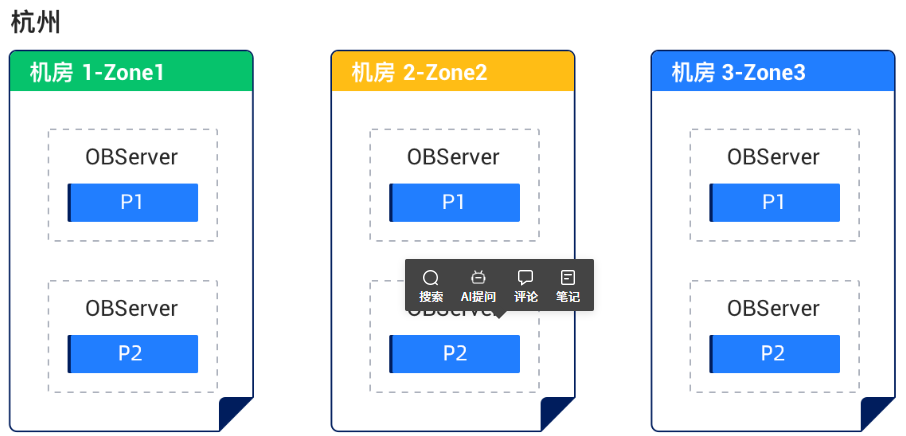 杭州
机房 1-Zone1
OBServer
P1
OBServer
P2
机房 2-Zone2
OBServer
P1
搜索 AI提问 评论 笔记
OBServer
P2
机房 3-Zone3
OBServer
P1
OBServer
P2